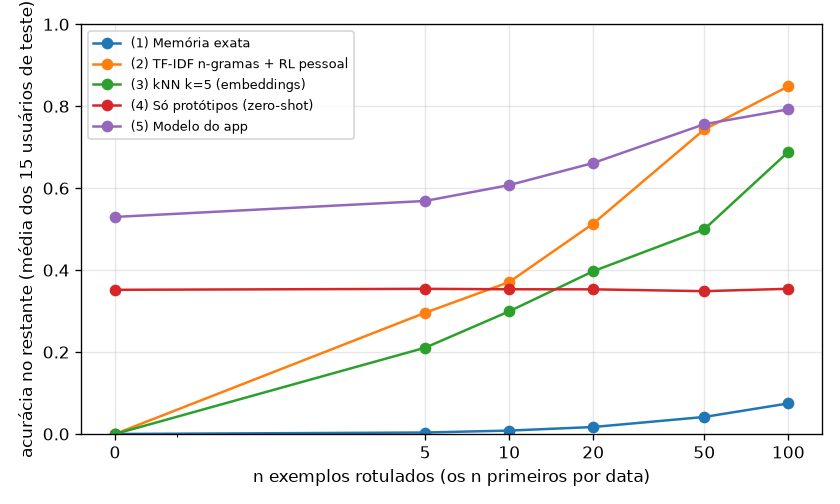 acurácia no restante (média dos 15 usuários de teste)
1.0
0.8
0.6
0.4
0.2
0.0
(1) Memória exata
(2) TF-IDF n-gramas + RL pessoal
(3) kNN k=5 (embeddings)
(4) Só protótipos (zero-shot)
(5) Modelo do app
0 5 10 20 50 100
n exemplos rotulados (os n primeiros por data)